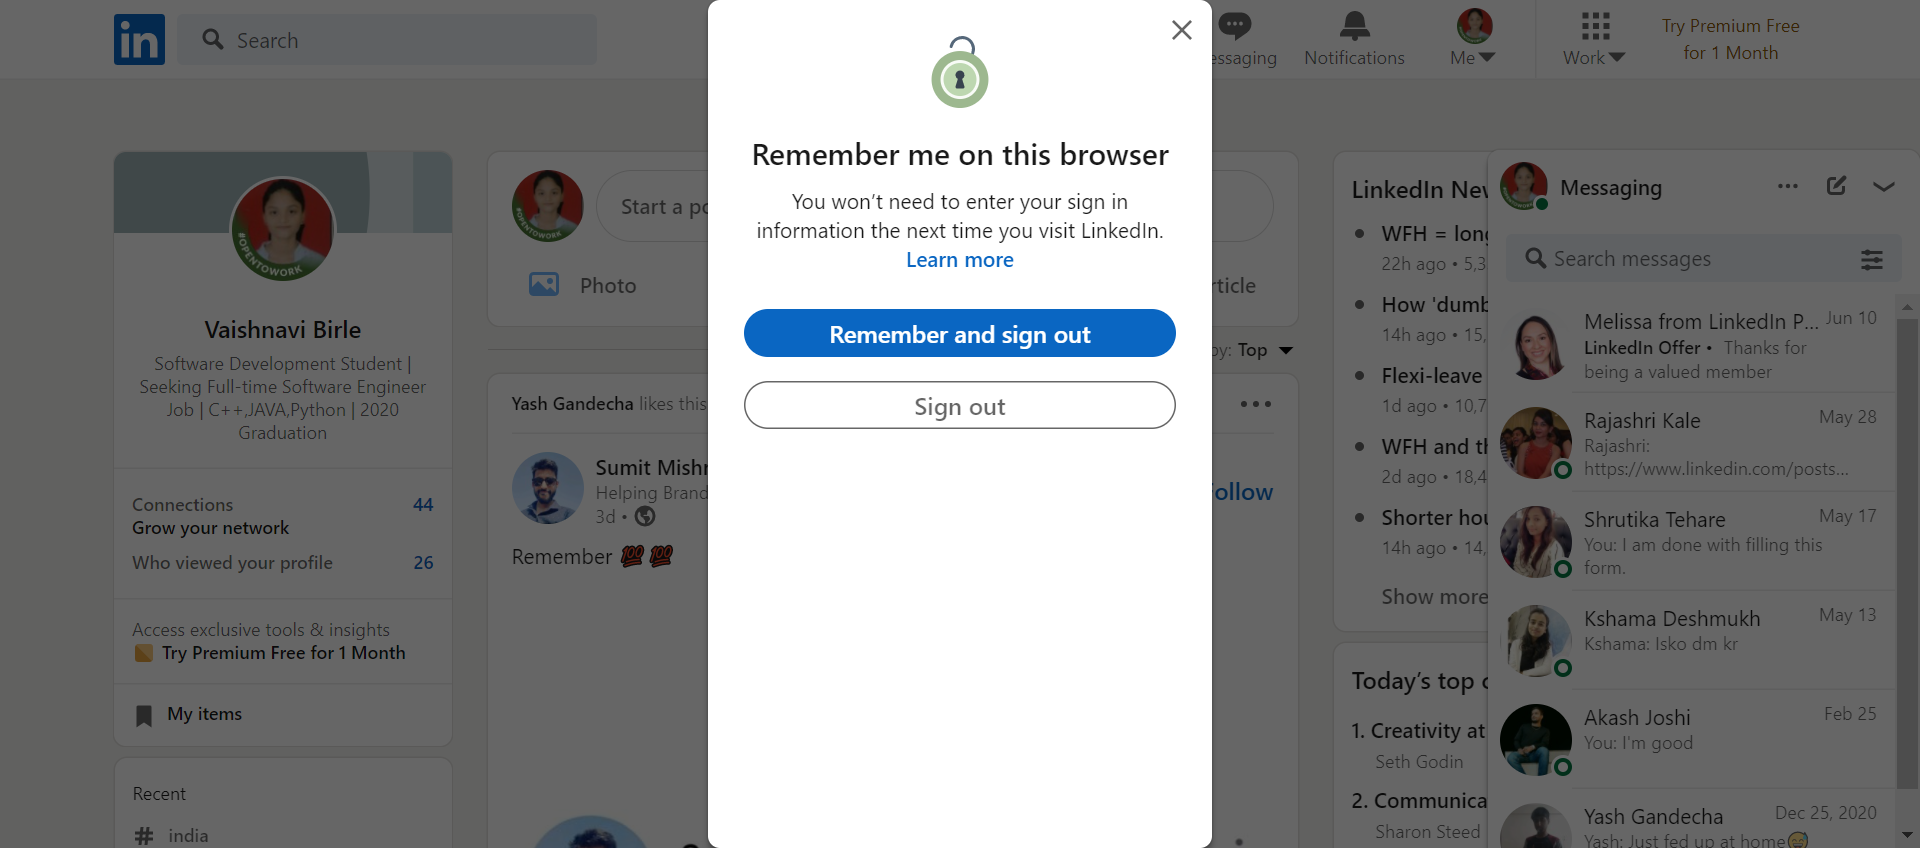 in
Search
essaging
Notifications
Me
Work
Try Premium Free
for 1 Month
#OPENTOWORK
Vaishnavi Birle
Software Development Student |
Seeking Full-time Software Engineer
Job | C++,JAVA,Python | 2020
Graduation
Connections 44
Grow your network
Who viewed your profile 26
Access exclusive tools & insights
Try Premium Free for 1 Month
My items
Recent
# india
#OPENTOWORK
Start a po
Photo
rticle
by: Top
Yash Gandecha likes this
Sumit Mishr
Helping Brand
3d •
ollow
Remember 💯 💯
Remember me on this browser
You won’t need to enter your sign in
information the next time you visit LinkedIn.
Learn more
Remember and sign out
Sign out
LinkedIn Nev
• WFH = long
22h ago • 5,3
• How 'dumb
14h ago • 15,
• Flexi-leave
1d ago • 10,7
• WFH and th
2d ago • 18,4
• Shorter hou
14h ago • 14,
Show more
Today’s top c
1. Creativity at
Seth Godin
2. Communica
Sharon Steed
Messaging
Search messages
Melissa from LinkedIn P... Jun 10
LinkedIn Offer • Thanks for
being a valued member
Rajashri Kale May 28
Rajashri:
https://www.linkedin.com/posts...
Shrutika Tehare May 17
You: I am done with filling this
form.
Kshama Deshmukh May 13
Kshama: Isko dm kr
Akash Joshi Feb 25
You: I'm good
Yash Gandecha Dec 25, 2020
Yash: Just fed up at home😅